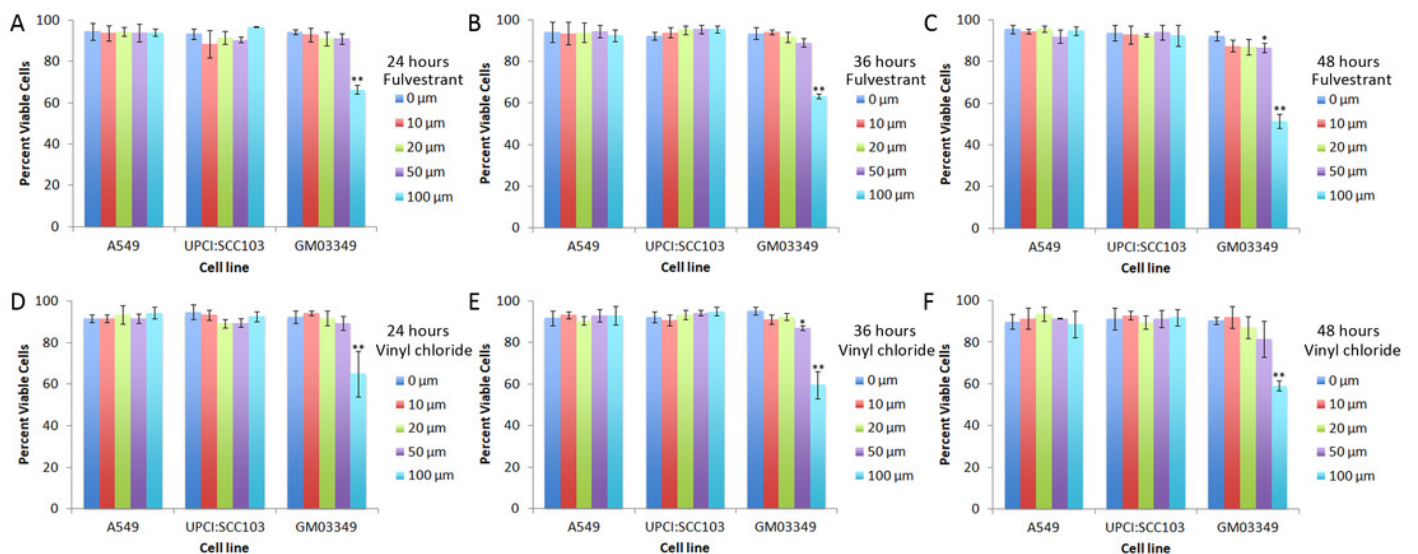 A
Percent Viable Cells
100
80
60
40
20
0
**
A549 UPCI:SCC103 GM03349
Cell line
24 hours
Fulvestrant
0 µm
10 µm
20 µm
50 µm
100 µm
B
Percent Viable Cells
100
80
60
40
20
0
**
A549 UPCI:SCC103 GM03349
Cell line
36 hours
Fulvestrant
0 µm
10 µm
20 µm
50 µm
100 µm
C
Percent Viable Cells
100
80
60
40
20
0
*
**
A549 UPCI:SCC103 GM03349
Cell line
48 hours
Fulvestrant
0 µm
10 µm
20 µm
50 µm
100 µm
D
Percent Viable Cells
100
80
60
40
20
0
**
A549 UPCI:SCC103 GM03349
Cell line
24 hours
Vinyl chloride
0 µm
10 µm
20 µm
50 µm
100 µm
E
Percent Viable Cells
100
80
60
40
20
0
*
**
A549 UPCI:SCC103 GM03349
Cell line
36 hours
Vinyl chloride
0 µm
10 µm
20 µm
50 µm
100 µm
F
Percent Viable Cells
100
80
60
40
20
0
**
A549 UPCI:SCC103 GM03349
Cell line
48 hours
Vinyl chloride
0 µm
10 µm
20 µm
50 µm
100 µm